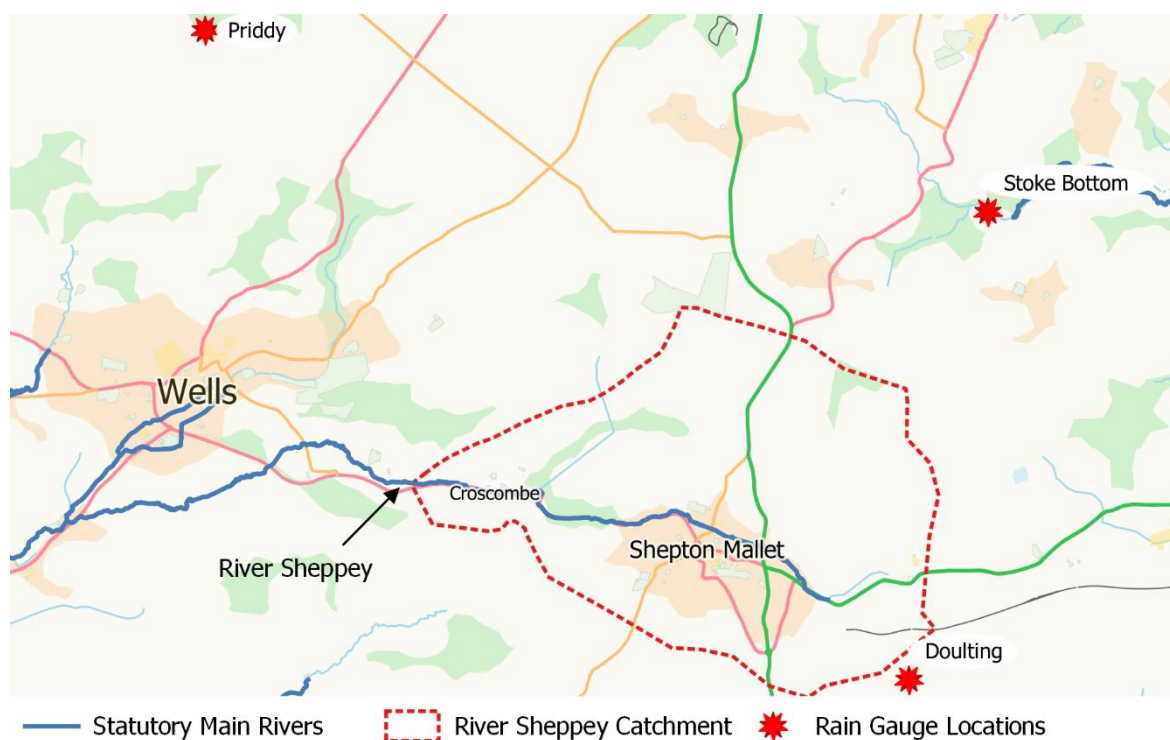 Priddy
Stoke Bottom
Wells
Croscombe
River Sheppey
Shepton Mallet
Doulting
Statutory Main Rivers
River Sheppey Catchment
Rain Gauge Locations